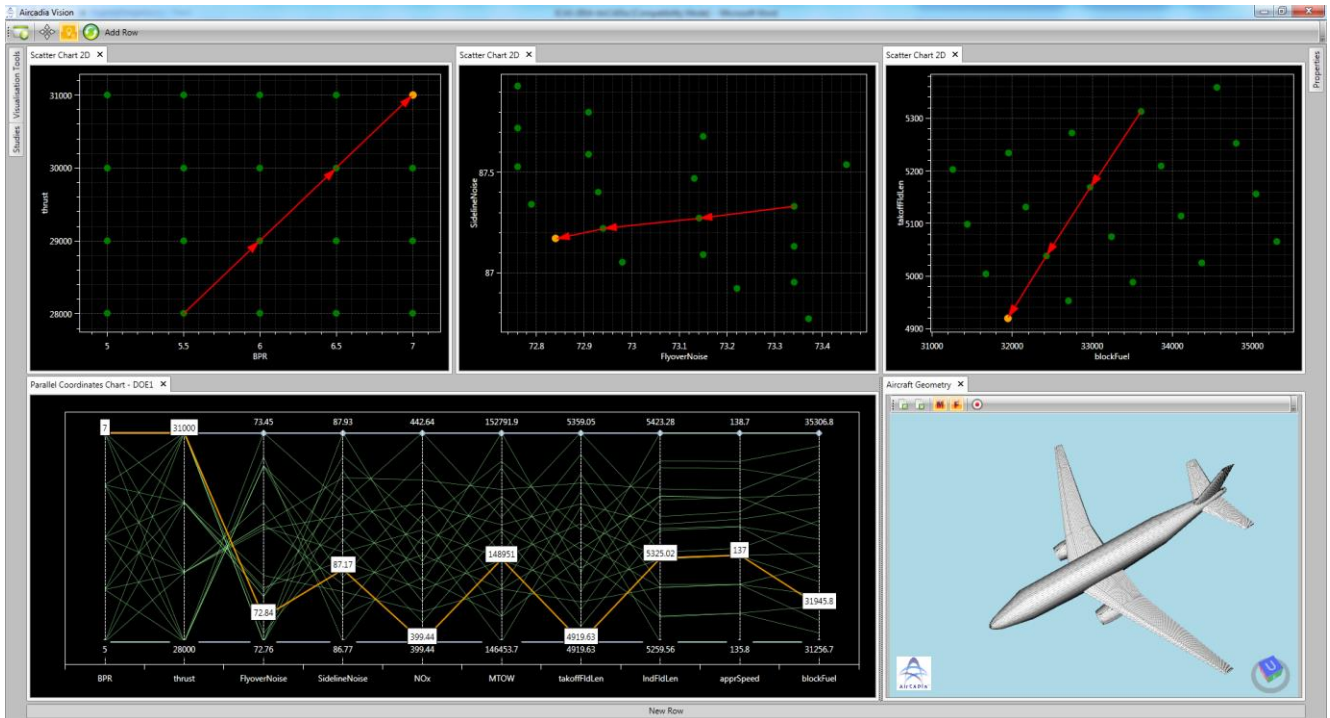 Aircadia Vision
Add Row
Visualisation Tools
Studies
Properties
Scatter Chart 2D
31000
30000
29000
28000
thrust
5 5.5 6 6.5 7
BPR
Scatter Chart 2D
87.5
87
SidelineNoise
72.8 72.9 73 73.1 73.2 73.3 73.4
FlyoverNoise
Scatter Chart 2D
5300
5200
5100
5000
4900
takoffFldLen
31000 32000 33000 34000 35000
blockFuel
Parallel Coordinates Chart - DOE1
7 31000 73.45 87.93 442.64 157791.9 5359.05 5423.28 138.7 35306.8
72.84 87.17 399.44 148951 4919.63 5325.02 137 31945.8
5 28000 72.76 86.77 399.44 146453.7 4919.63 5259.56 135.8 31256.7
BPR thrust FlyoverNoise SidelineNoise NOx MTOW takoffFldLen lndFldLen apprSpeed blockFuel
Aircraft Geometry
M F
AirCADia
U
New Row